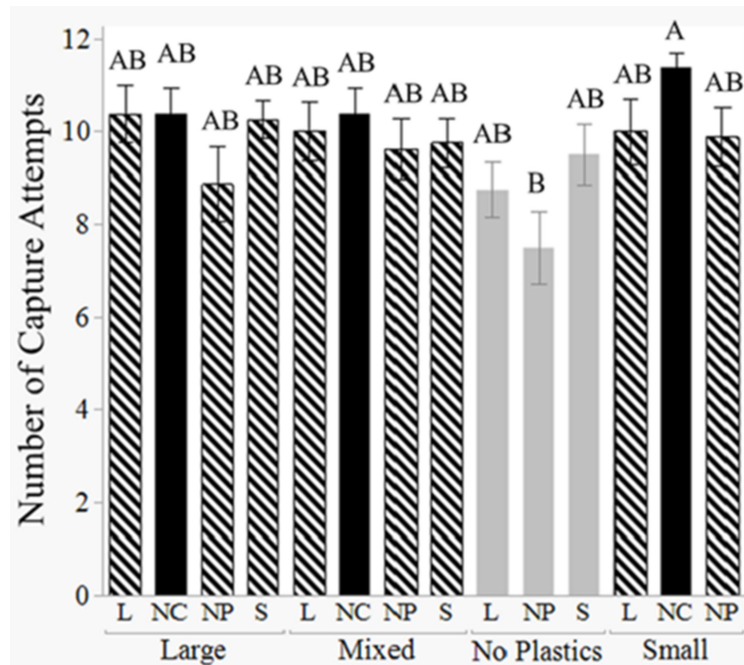 Number of Capture Attempts
12
10
8
6
4
2
0
AB AB AB AB AB AB AB AB AB B AB AB A AB
L NC NP S L NC NP S L NP S L NC NP
Large Mixed No Plastics Small